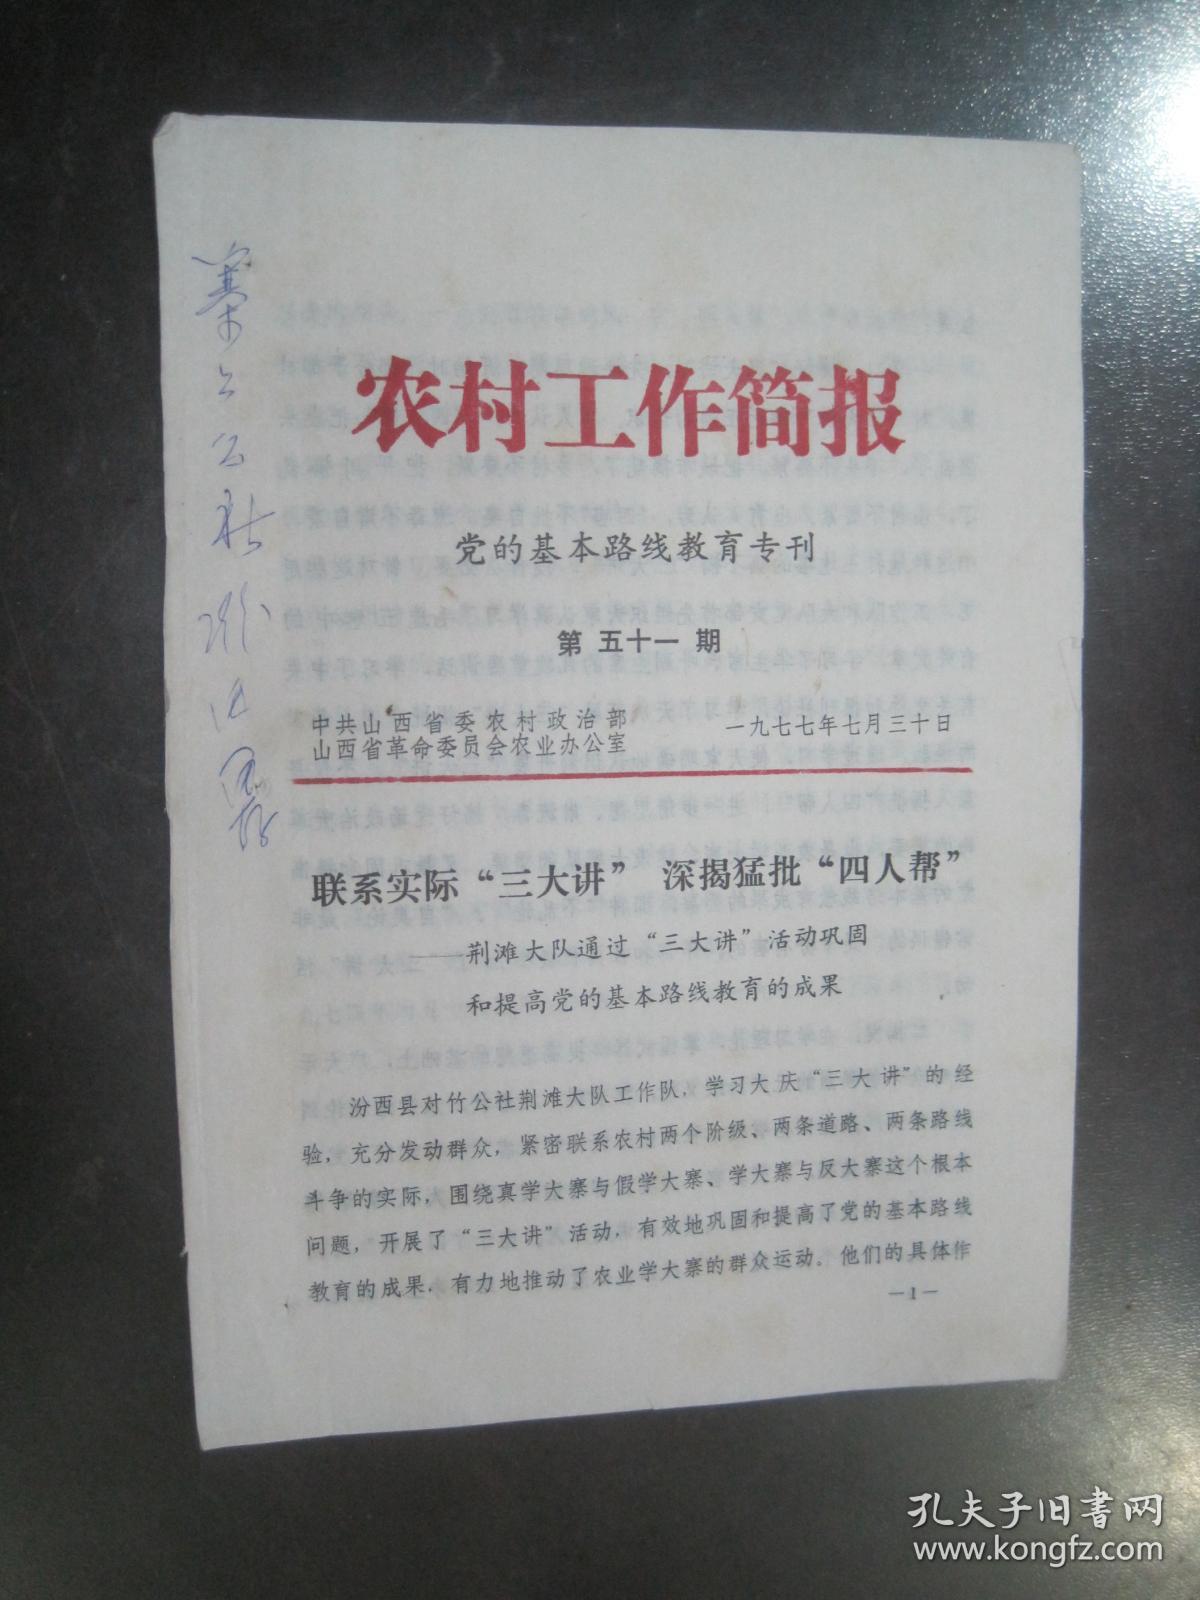 农村工作简报
党的基本路线教育专刊
第 五十一 期
中共山西省委农村政治部
山西省革命委员会农业办公室
一九七七年七月三十日
联系实际“三大讲” 深揭猛批“四人帮”
——荆滩大队通过“三大讲”活动巩固
和提高党的基本路线教育的成果
汾西县对竹公社荆滩大队工作队，学习大庆“三大讲”的经
验，充分发动群众，紧密联系农村两个阶级、两条道路、两条路线
斗争的实际，围绕真学大寨与假学大寨、学大寨与反大寨这个根本
问题，开展了“三大讲”活动，有效地巩固和提高了党的基本路线
教育的成果，有力地推动了农业学大寨的群众运动。他们的具体作
—1—
孔夫子旧书网
www.kongfz.com